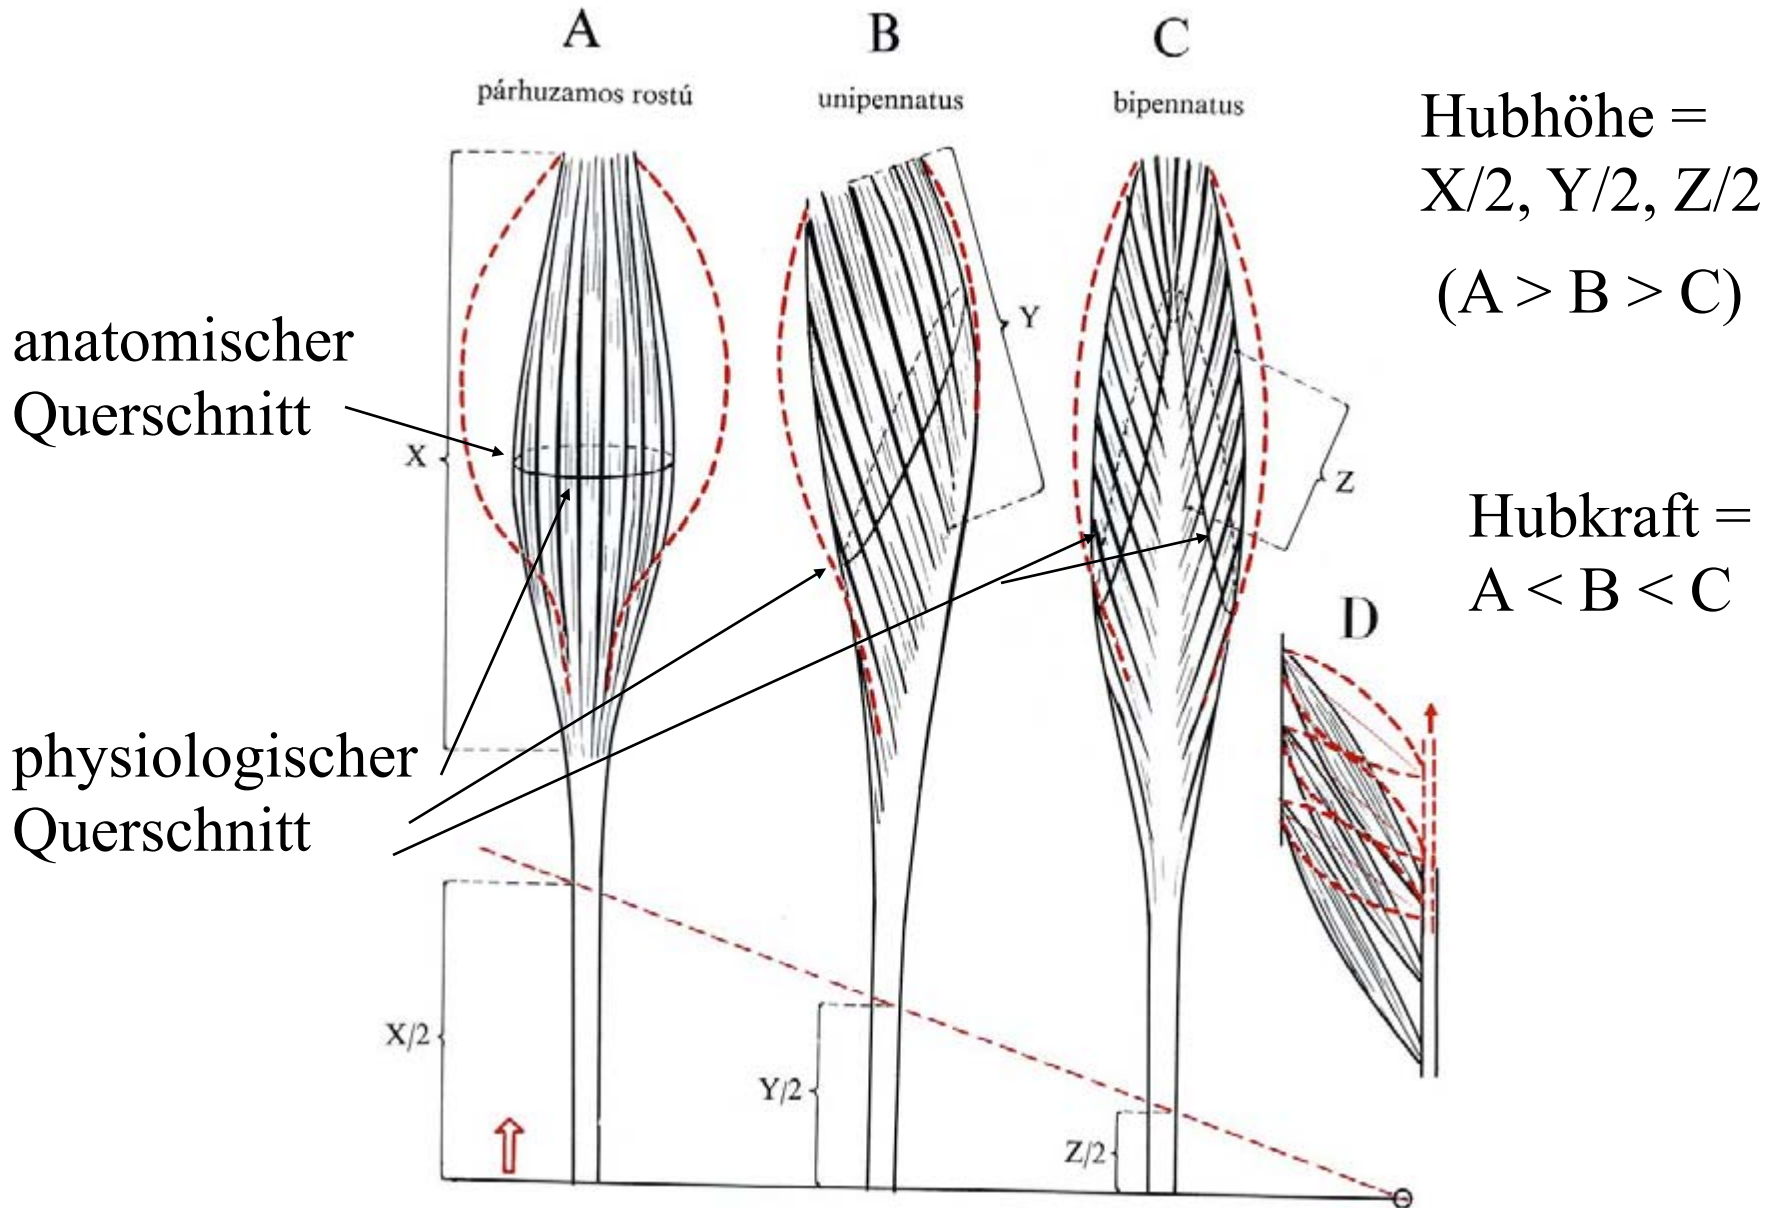 A
B
C
párhuzamos rostú
unipennatus
bipennatus
Hubhöhe =
X/2, Y/2, Z/2
(A > B > C)
anatomischer
Querschnitt
X
Y
Z
Hubkraft =
A < B < C
D
physiologischer
Querschnitt
X/2
Y/2
Z/2